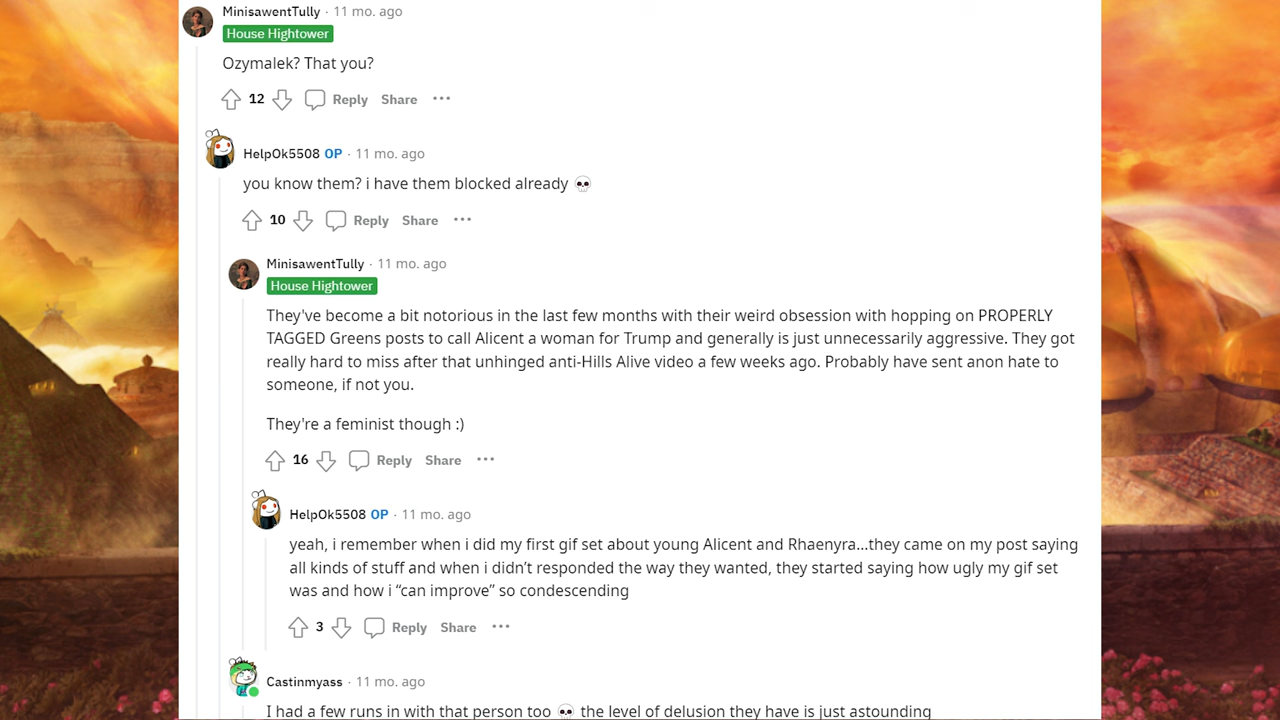 MinisawentTully · 11 mo. ago
House Hightower
Ozymalek? That you?
12 Reply Share ···
HelpOk5508 OP · 11 mo. ago
you know them? i have them blocked already 💀
10 Reply Share ···
MinisawentTully · 11 mo. ago
House Hightower
They've become a bit notorious in the last few months with their weird obsession with hopping on PROPERLY
TAGGED Greens posts to call Alicent a woman for Trump and generally is just unnecessarily aggressive. They got
really hard to miss after that unhinged anti-Hills Alive video a few weeks ago. Probably have sent anon hate to
someone, if not you.
They're a feminist though :)
16 Reply Share ···
HelpOk5508 OP · 11 mo. ago
yeah, i remember when i did my first gif set about young Alicent and Rhaenyra...they came on my post saying
all kinds of stuff and when i didn’t responded the way they wanted, they started saying how ugly my gif set
was and how i “can improve” so condescending
3 Reply Share ···
Castinmyass · 11 mo. ago
I had a few runs in with that person too 💀 the level of delusion they have is just astounding